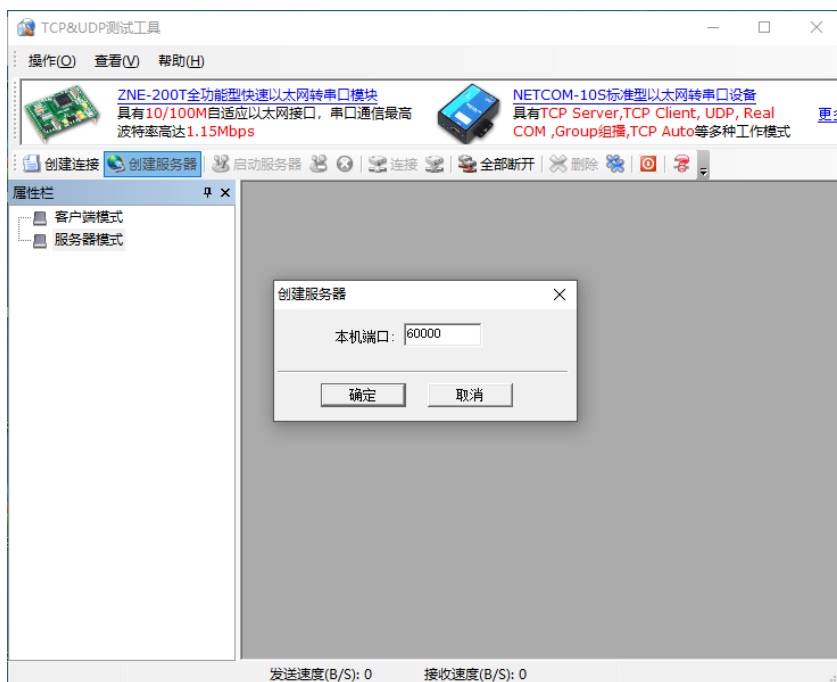 TCP&UDP测试工具
操作(O) 查看(V) 帮助(H)
ZNE-200T全功能型快速以太网转串口模块
具有10/100M自适应以太网接口，串口通信最高
波特率高达1.15Mbps
NETCOM-10S标准型以太网转串口设备
具有TCP Server,TCP Client, UDP, Real
COM ,Group组播,TCP Auto等多种工作模式
创建连接 创建服务器 启动服务器 连接 全部断开 删除
属性栏
客户端模式
服务器模式
创建服务器
本机端口: 60000
确定 取消
发送速度(B/S): 0 接收速度(B/S): 0